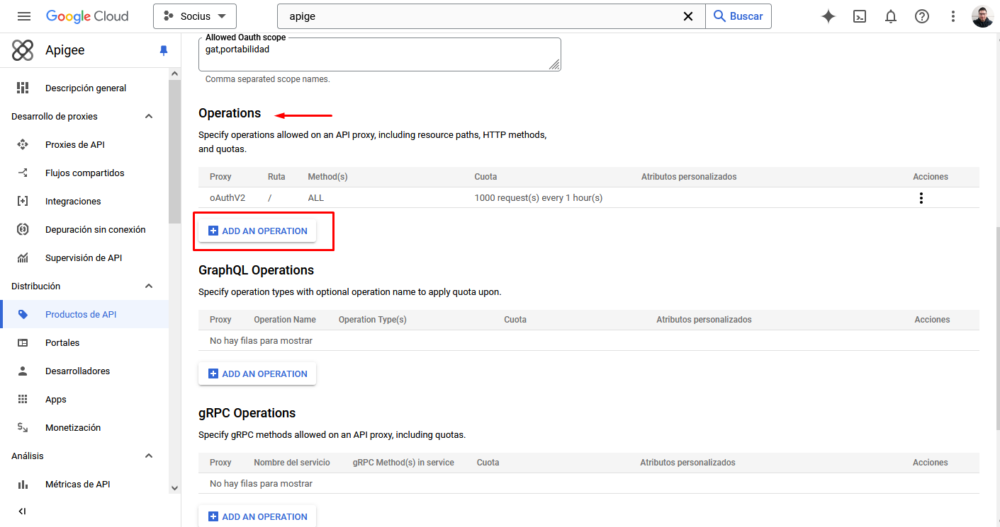 Google Cloud
Socius
apige
Buscar
Apigee
Descripción general
Desarrollo de proxies
Proxies de API
Flujos compartidos
Integraciones
Depuración sin conexión
Supervisión de API
Distribución
Productos de API
Portales
Desarrolladores
Apps
Monetización
Análisis
Métricas de API
Allowed Oauth scope
gat,portabilidad
Comma separated scope names.
Operations
Specify operations allowed on an API proxy, including resource paths, HTTP methods,
and quotas.
Proxy Ruta Method(s) Cuota Atributos personalizados Acciones
oAuthV2 / ALL 1000 request(s) every 1 hour(s)
ADD AN OPERATION
GraphQL Operations
Specify operation types with optional operation name to apply quota upon.
Proxy Operation Name Operation Type(s) Cuota Atributos personalizados Acciones
No hay filas para mostrar
ADD AN OPERATION
gRPC Operations
Specify gRPC methods allowed on an API proxy, including quotas.
Proxy Nombre del servicio gRPC Method(s) in service Cuota Atributos personalizados Acciones
No hay filas para mostrar
ADD AN OPERATION